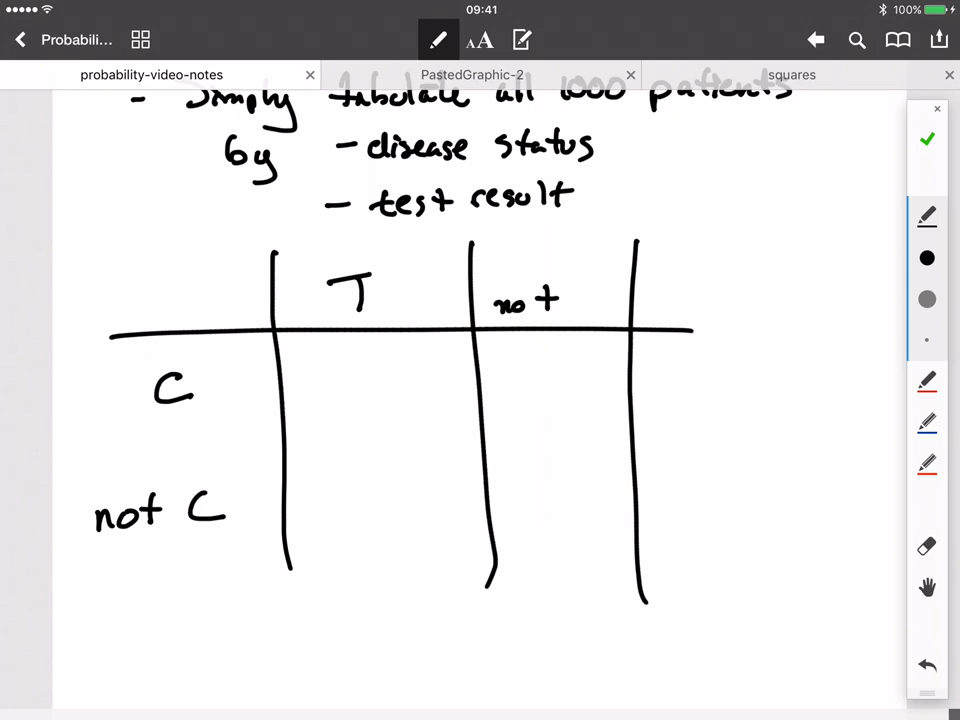 09:41
100%
Probabili...
AA
probability-video-notes
PastedGraphic-2
squares
- Simply tabulate all 1000 patients
by - disease status
- test result
T not
C
not C